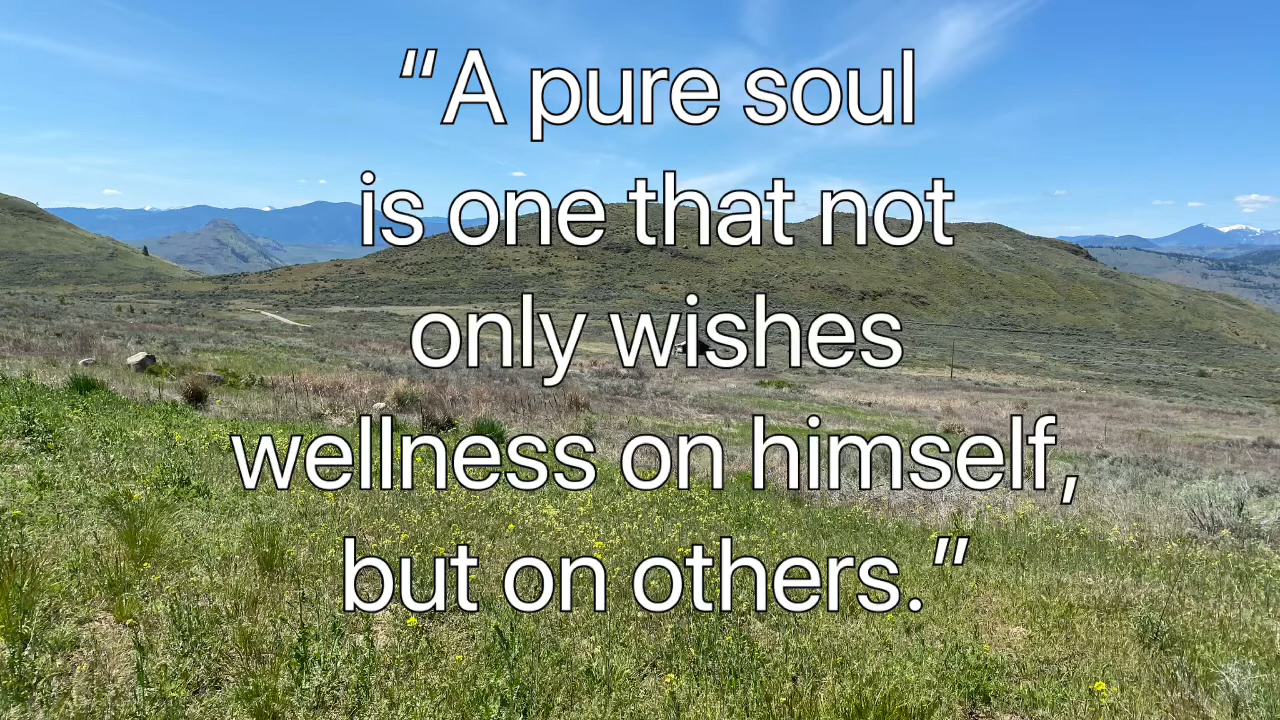 “A pure soul
is one that not
only wishes
wellness on himself,
but on others.”